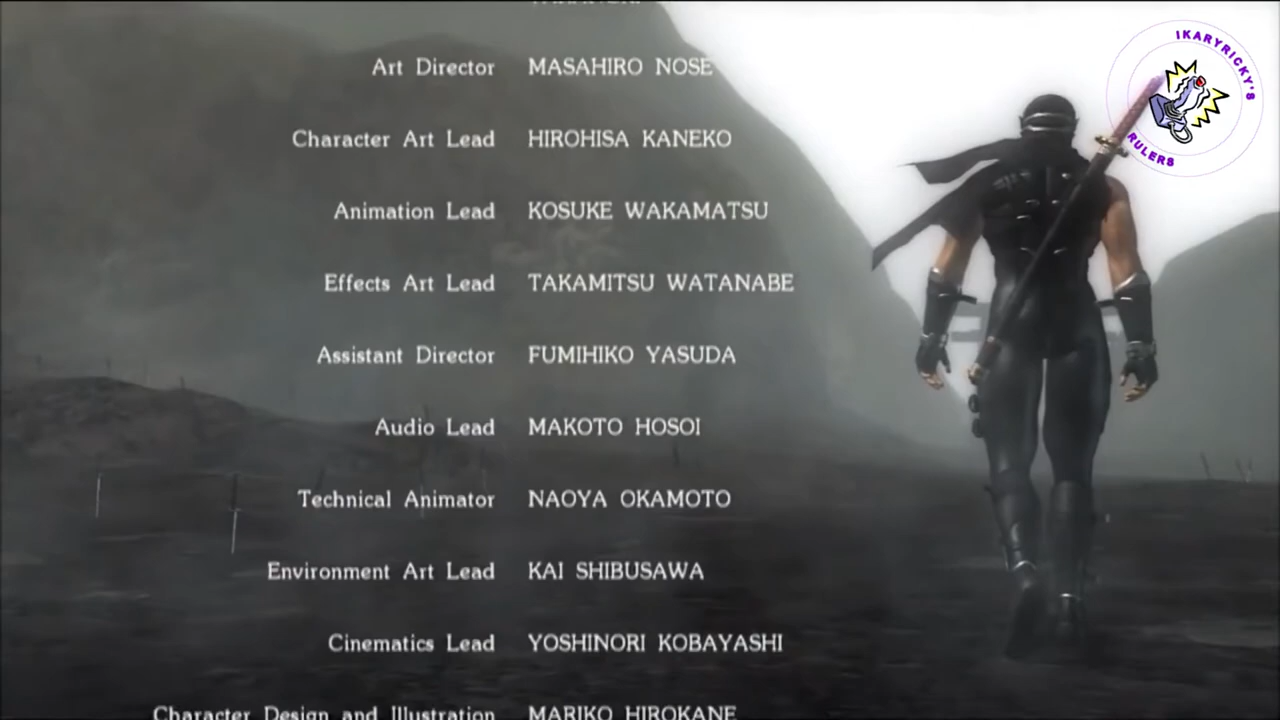 Art Director MASAHIRO NOSE
Character Art Lead HIROHISA KANEKO
Animation Lead KOSUKE WAKAMATSU
Effects Art Lead TAKAMITSU WATANABE
Assistant Director FUMIHIKO YASUDA
Audio Lead MAKOTO HOSOI
Technical Animator NAOYA OKAMOTO
Environment Art Lead KAI SHIBUSAWA
Cinematics Lead YOSHINORI KOBAYASHI
Character Design and Illustration MARIKO HIROKANE
IKARYRICKY'S
RULERS